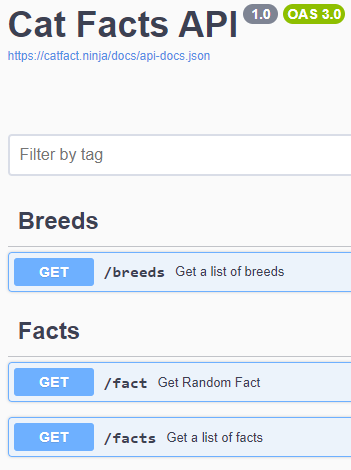 Cat Facts API 1.0 OAS 3.0
https://catfact.ninja/docs/api-docs.json
Filter by tag
Breeds
GET /breeds Get a list of breeds
Facts
GET /fact Get Random Fact
GET /facts Get a list of facts